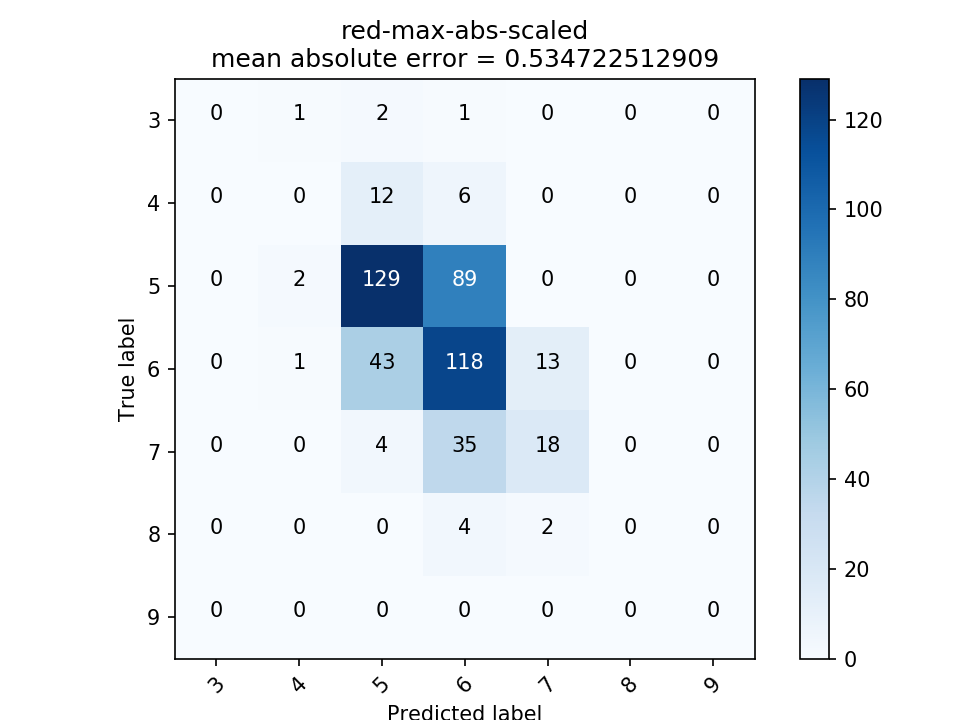 red-max-abs-scaled
mean absolute error = 0.534722512909
3 0 1 2 1 0 0 0
4 0 0 12 6 0 0 0
5 0 2 129 89 0 0 0
6 0 1 43 118 13 0 0
7 0 0 4 35 18 0 0
8 0 0 0 4 2 0 0
9 0 0 0 0 0 0 0
True label
3 4 5 6 7 8 9
Predicted label
120
100
80
60
40
20
0